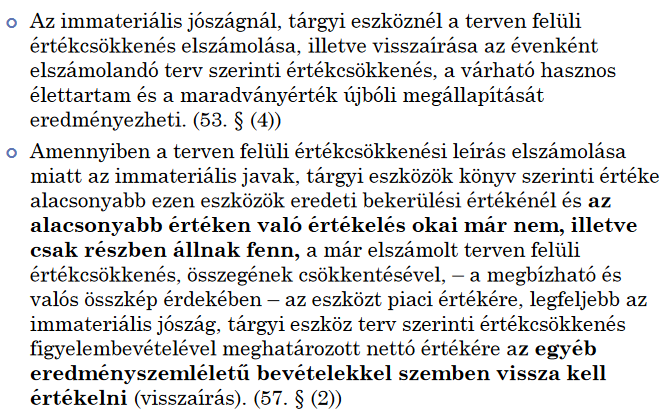 Az immateriális jószágnál, tárgyi eszköznél a terven felüli
értékcsökkenés elszámolása, illetve visszaírása az évenként
elszámolandó terv szerinti értékcsökkenés, a várható hasznos
élettartam és a maradványérték újbóli megállapítását
eredményezheti. (53. § (4))
Amennyiben a terven felüli értékcsökkenési leírás elszámolása
miatt az immateriális javak, tárgyi eszközök könyv szerinti értéke
alacsonyabb ezen eszközök eredeti bekerülési értékénél és az
alacsonyabb értéken való értékelés okai már nem, illetve
csak részben állnak fenn, a már elszámolt terven felüli
értékcsökkenés, összegének csökkentésével, – a megbízható és
valós összkép érdekében – az eszközt piaci értékére, legfeljebb az
immateriális jószág, tárgyi eszköz terv szerinti értékcsökkenés
figyelembevételével meghatározott nettó értékére az egyéb
eredményszemléletű bevételekkel szemben vissza kell
értékelni (visszaírás). (57. § (2))